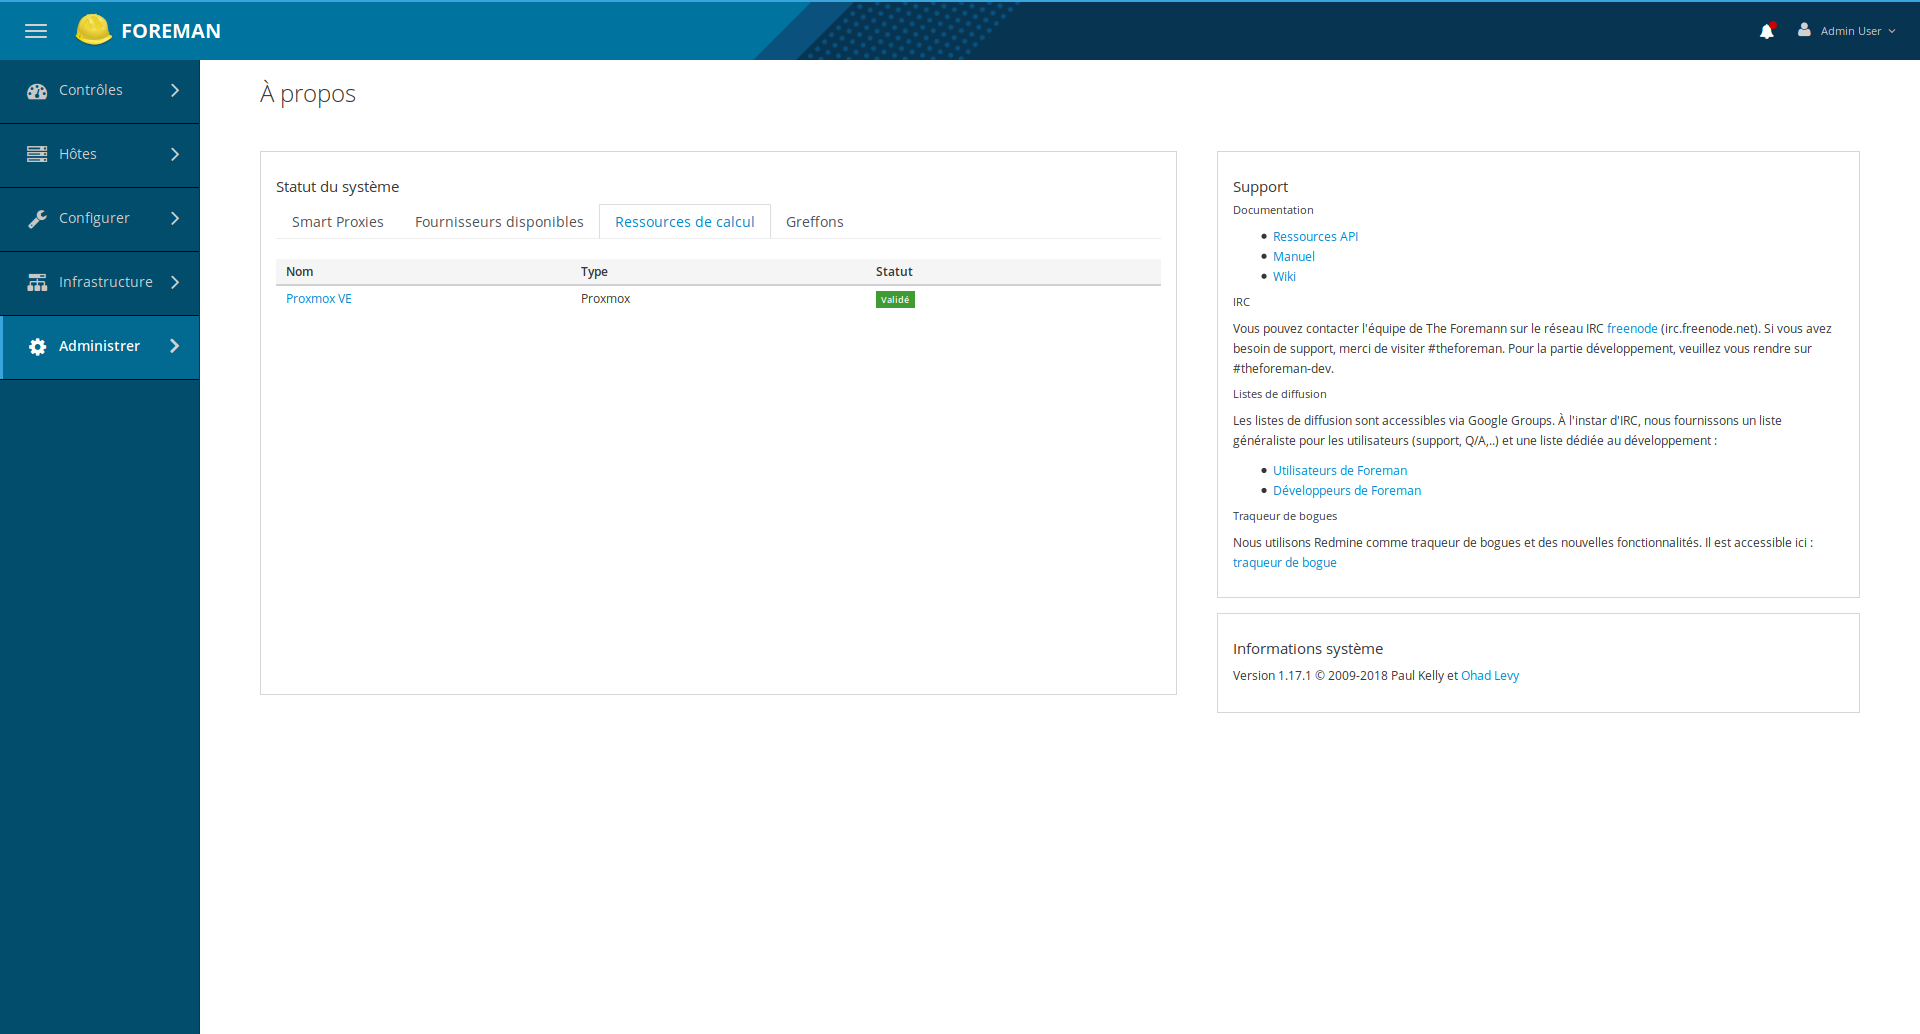 FOREMAN
Admin User
Contrôles
Hôtes
Configurer
Infrastructure
Administrer
À propos
Statut du système
Smart Proxies Fournisseurs disponibles Ressources de calcul Greffons
Nom Type Statut
Proxmox VE Proxmox Validé
Support
Documentation
Ressources API
Manuel
Wiki
IRC
Vous pouvez contacter l'équipe de The Foremann sur le réseau IRC freenode (irc.freenode.net). Si vous avez
besoin de support, merci de visiter #theforeman. Pour la partie développement, veuillez vous rendre sur
#theforeman-dev.
Listes de diffusion
Les listes de diffusion sont accessibles via Google Groups. À l'instar d'IRC, nous fournissons un liste
généraliste pour les utilisateurs (support, Q/A,..) et une liste dédiée au développement :
Utilisateurs de Foreman
Développeurs de Foreman
Traqueur de bogues
Nous utilisons Redmine comme traqueur de bogues et des nouvelles fonctionnalités. Il est accessible ici :
traqueur de bogue
Informations système
Version 1.17.1 © 2009-2018 Paul Kelly et Ohad Levy